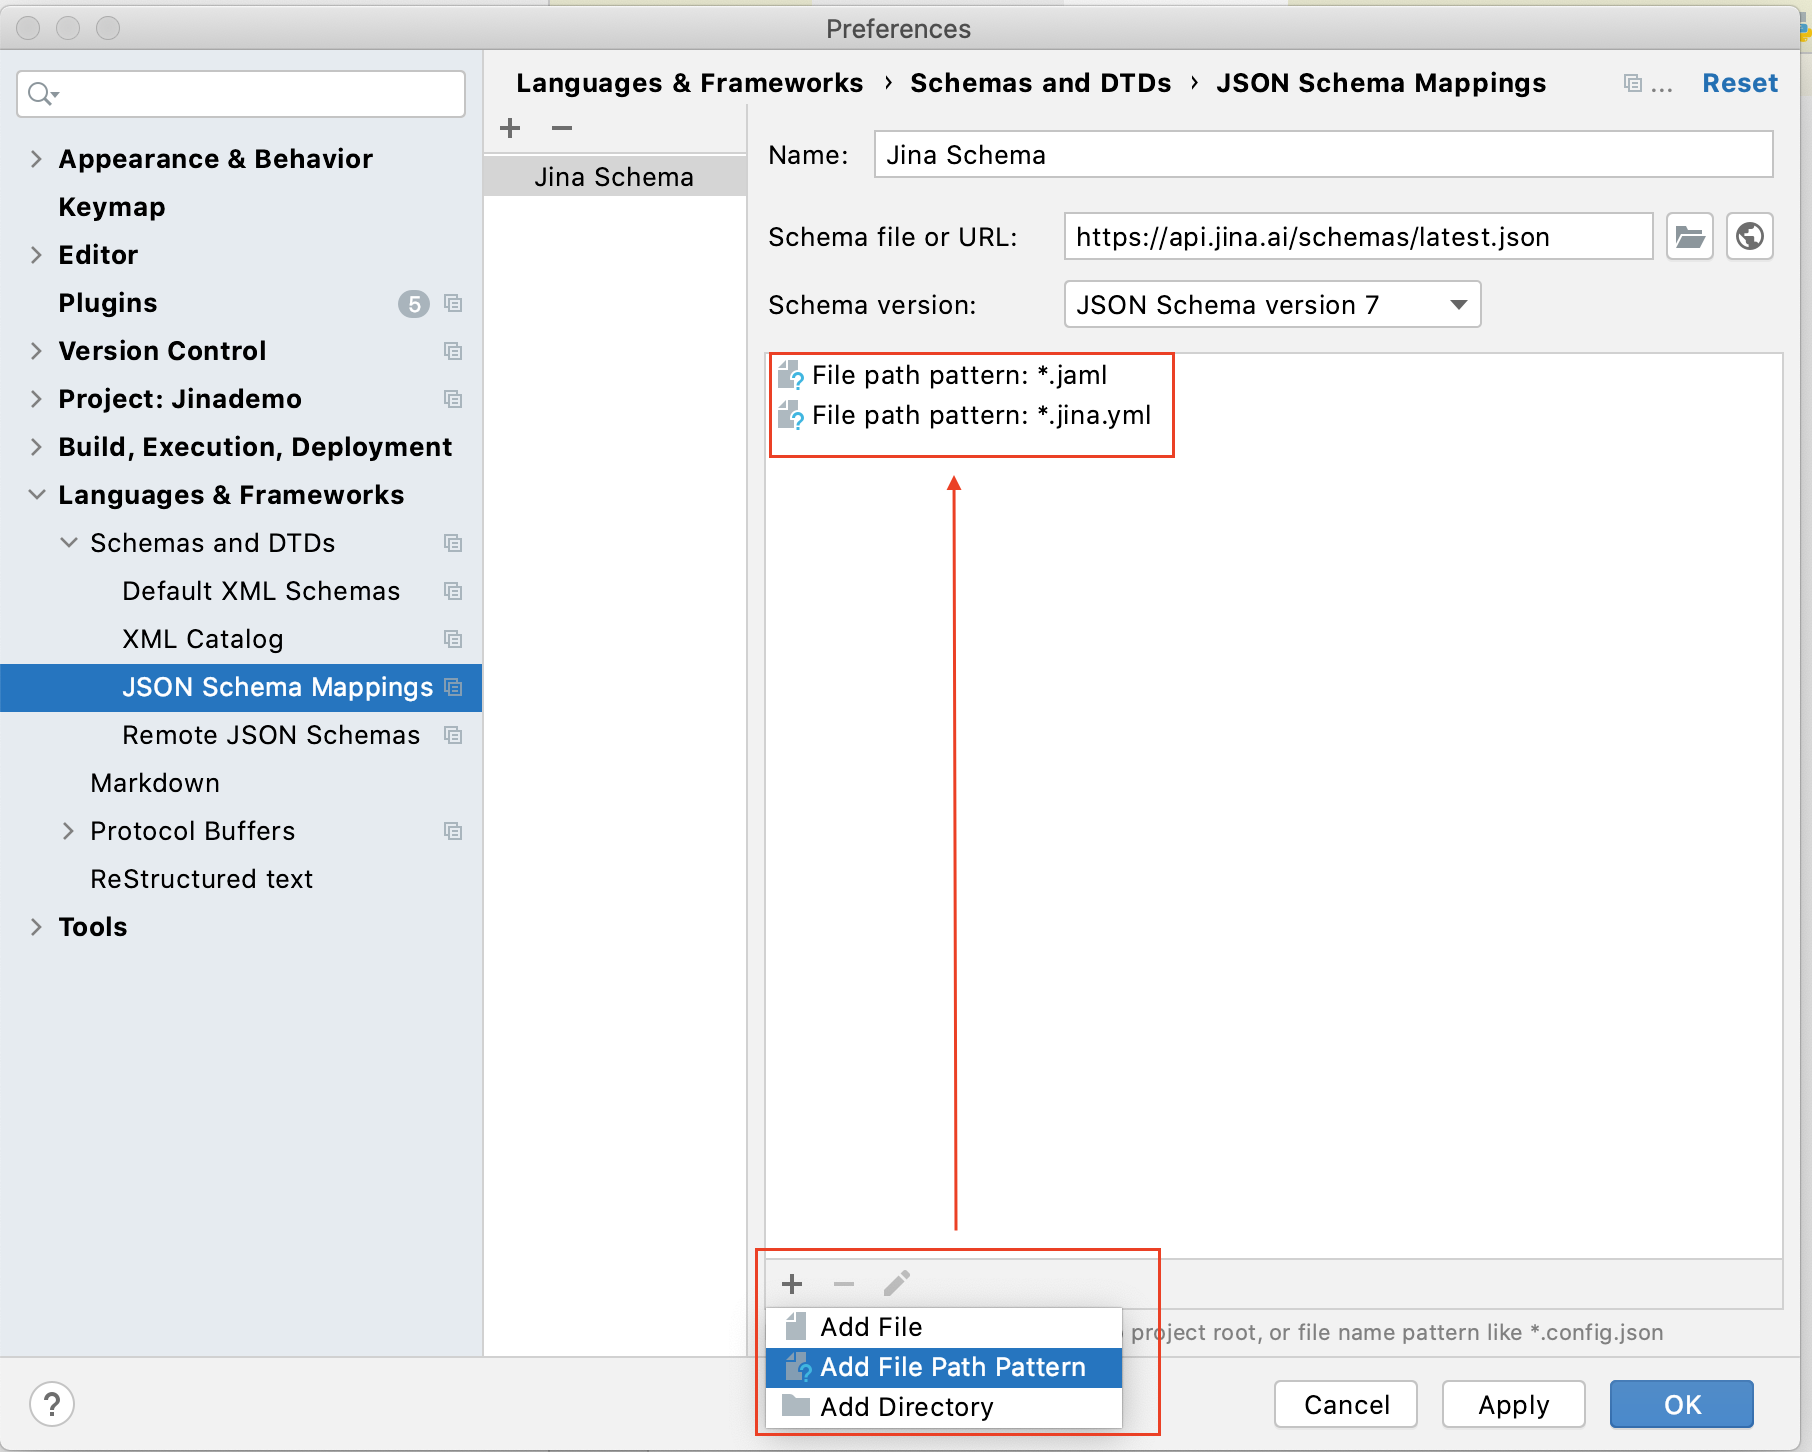 Preferences
Languages & Frameworks › Schemas and DTDs › JSON Schema Mappings ... Reset
Appearance & Behavior
Keymap
Editor
Plugins 5
Version Control
Project: Jinademo
Build, Execution, Deployment
Languages & Frameworks
Schemas and DTDs
Default XML Schemas
XML Catalog
JSON Schema Mappings
Remote JSON Schemas
Markdown
Protocol Buffers
ReStructured text
Tools
Jina Schema
Name: Jina Schema
Schema file or URL: https://api.jina.ai/schemas/latest.json
Schema version: JSON Schema version 7
File path pattern: *.jaml
File path pattern: *.jina.yml
Add File
project root, or file name pattern like *.config.json
Add File Path Pattern
Add Directory
?
Cancel
Apply
OK